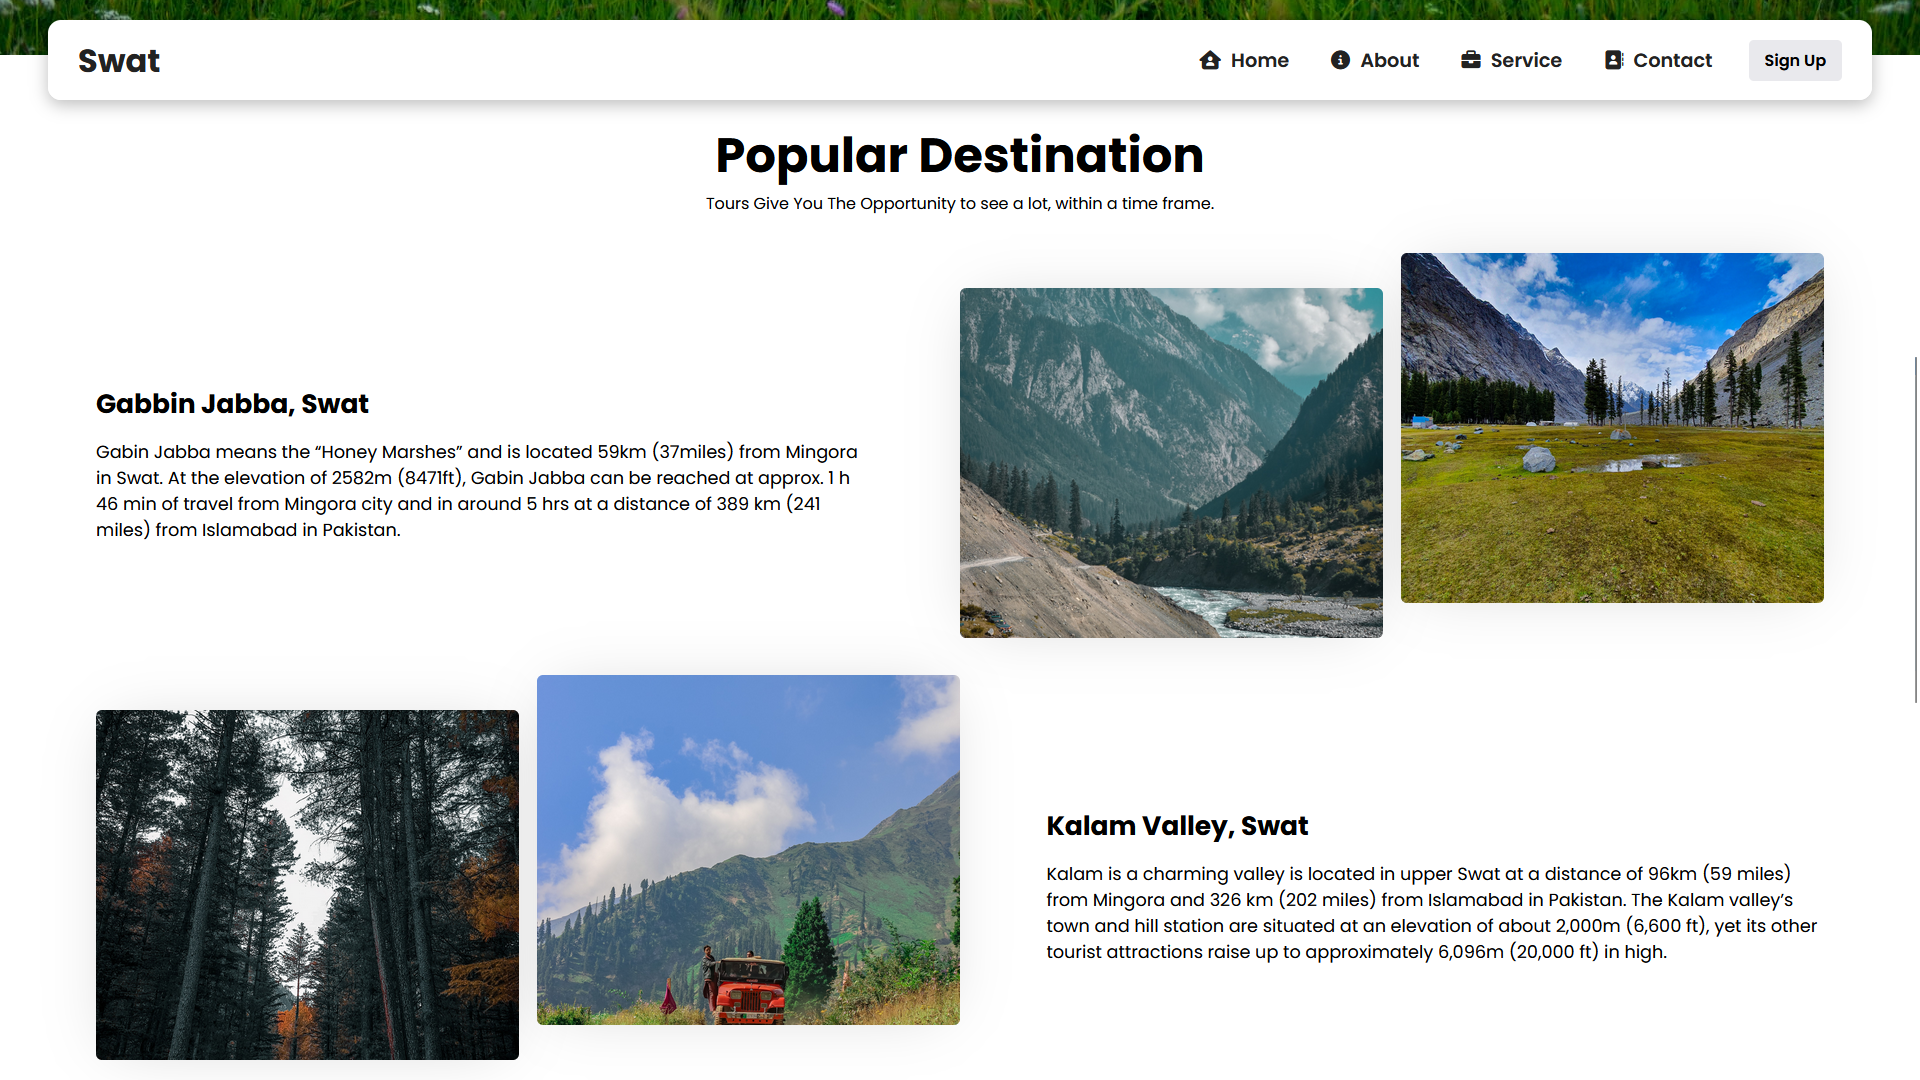 Swat
Home
About
Service
Contact
Sign Up
Popular Destination
Tours Give You The Opportunity to see a lot, within a time frame.
Gabbin Jabba, Swat
Gabin Jabba means the “Honey Marshes” and is located 59km (37miles) from Mingora
in Swat. At the elevation of 2582m (8471ft), Gabin Jabba can be reached at approx. 1 h
46 min of travel from Mingora city and in around 5 hrs at a distance of 389 km (241
miles) from Islamabad in Pakistan.
Kalam Valley, Swat
Kalam is a charming valley is located in upper Swat at a distance of 96km (59 miles)
from Mingora and 326 km (202 miles) from Islamabad in Pakistan. The Kalam valley’s
town and hill station are situated at an elevation of about 2,000m (6,600 ft), yet its other
tourist attractions raise up to approximately 6,096m (20,000 ft) in high.